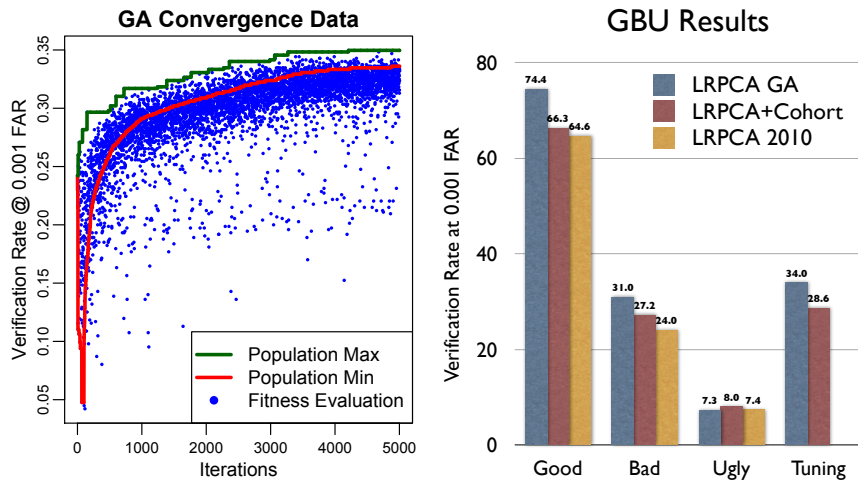 GA Convergence Data
Verification Rate @ 0.001 FAR
0.35
0.30
0.25
0.20
0.15
0.10
0.05
Population Max
Population Min
Fitness Evaluation
0 1000 2000 3000 4000 5000
Iterations
GBU Results
Verification Rate at 0.001 FAR
80
60
40
20
0
LRPCA GA
LRPCA+Cohort
LRPCA 2010
74.4 66.3 64.6
31.0 27.2 24.0
7.3 8.0 7.4
34.0 28.6
Good Bad Ugly Tuning